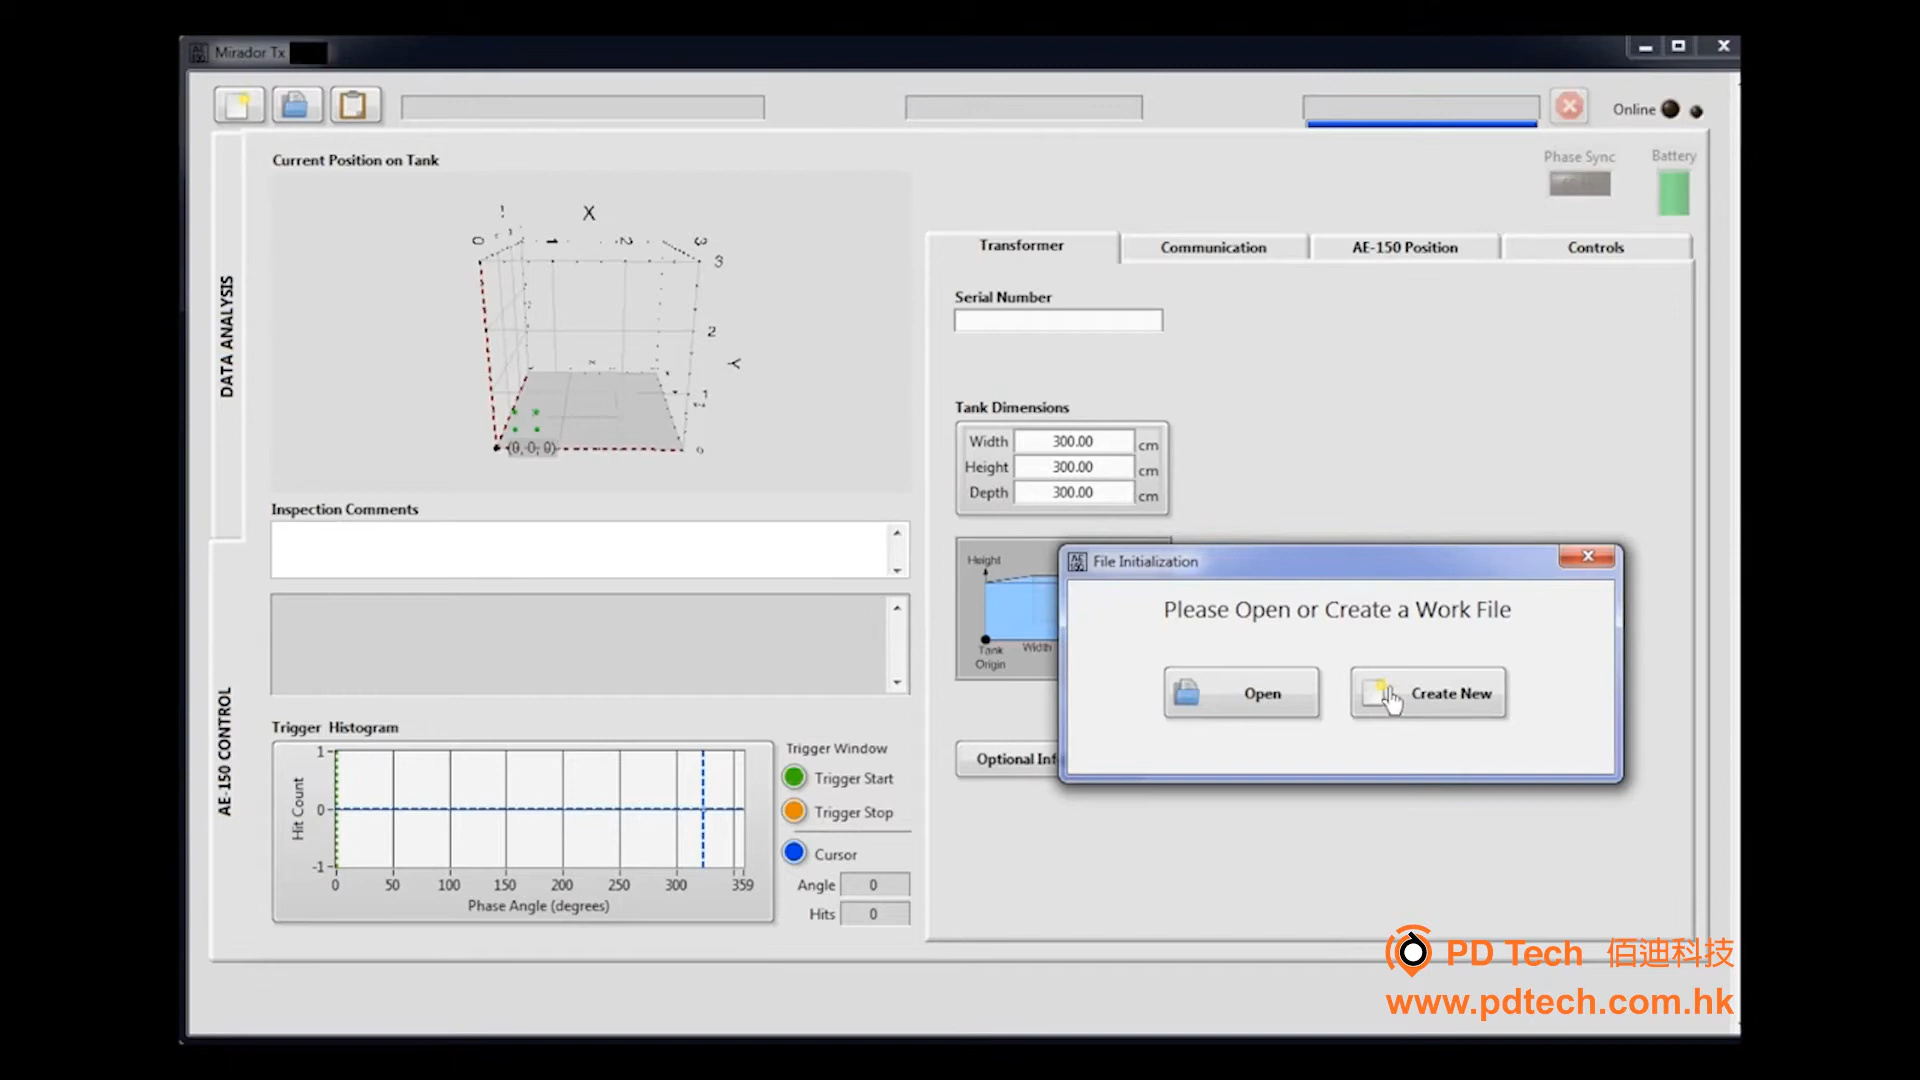 Mirador Tx
Online
Phase Sync
Battery
DATA ANALYSIS
AE-150 CONTROL
Current Position on Tank
X
0
1
2
3
3
2
Y
1
0
(0, 0, 0)
Inspection Comments
Trigger Histogram
Hit Count
1
0
-1
0 50 100 150 200 250 300 359
Phase Angle (degrees)
Trigger Window
Trigger Start
Trigger Stop
Cursor
Angle 0
Hits 0
Transformer Communication AE-150 Position Controls
Serial Number
Tank Dimensions
Width 300.00 cm
Height 300.00 cm
Depth 300.00 cm
Height
Tank Origin
Width
Optional Inf
File Initialization
Please Open or Create a Work File
Open Create New
PD Tech 佰迪科技
www.pdtech.com.hk